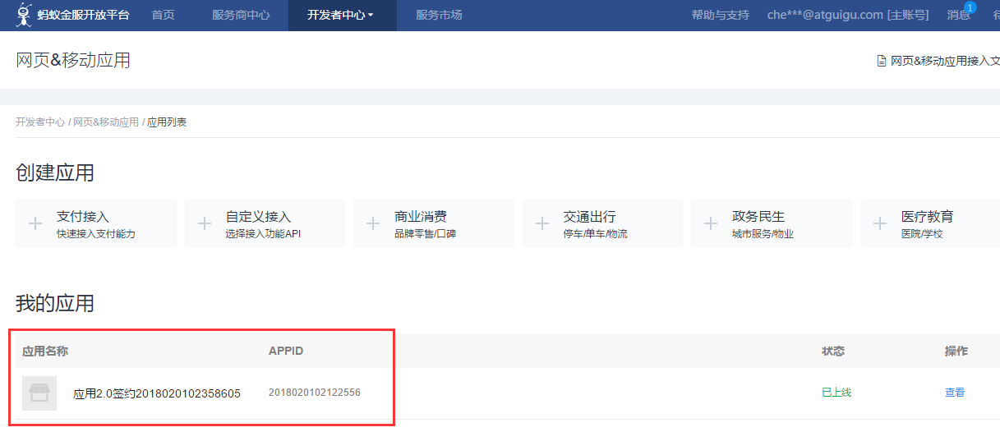 蚂蚁金服开放平台 首页 服务商中心 开发者中心 服务市场 帮助与支持 che***@atguigu.com [主账号] 消息 1
网页&移动应用 网页&移动应用接入文
开发者中心 / 网页&移动应用 / 应用列表
创建应用
支付接入 自定义接入 商业消费 交通出行 政务民生 医疗教育
快速接入支付能力 选择接入功能API 品牌零售/口碑 停车/单车/物流 城市服务/物业 医院/学校
我的应用
应用名称 APPID 状态 操作
应用2.0签约2018020102358605 2018020102122556 已上线 查看